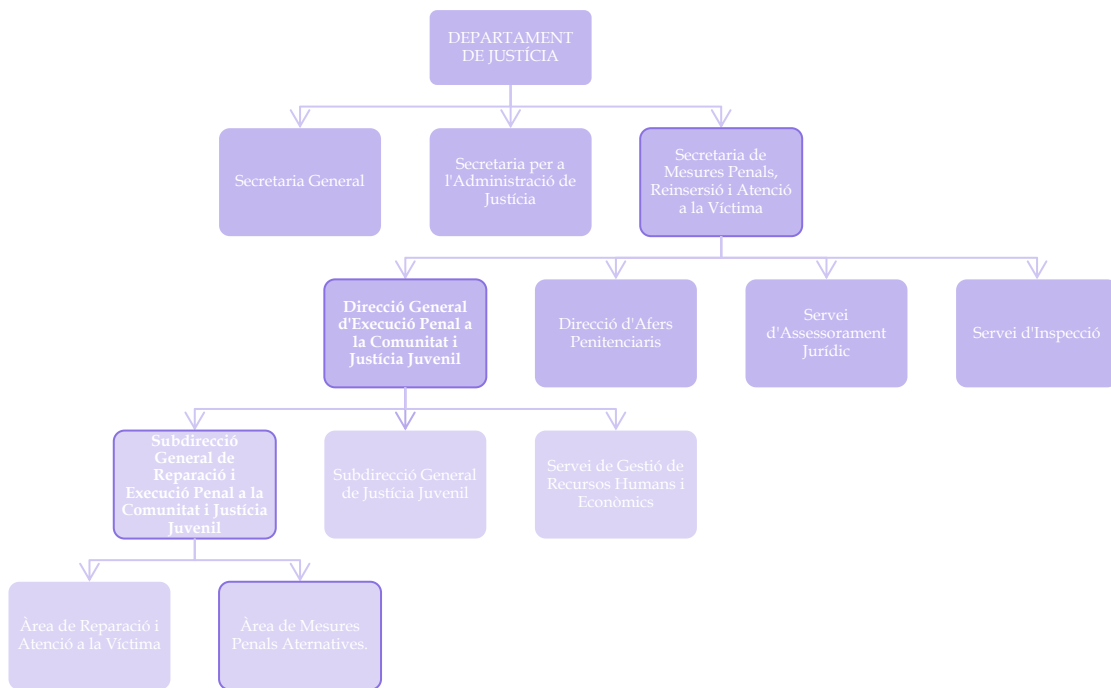 DEPARTAMENT
DE JUSTÍCIA
Secretaria General
Secretaria per a
l'Administració de
Justícia
Secretaria de
Mesures Penals,
Reinsersió i Atenció
a la Víctima
Direcció General
d'Execució Penal a
la Comunitat i
Justícia Juvenil
Direcció d'Afers
Penitenciaris
Servei
d'Assessorament
Jurídic
Servei d'Inspecció
Subdirecció
General de
Reparació i
Execució Penal a la
Comunitat i Justícia
Juvenil
Subdirecció General
de Justícia Juvenil
Servei de Gestió de
Recursos Humans i
Econòmics
Àrea de Reparació i
Atenció a la Víctima
Àrea de Mesures
Penals Aternatives.